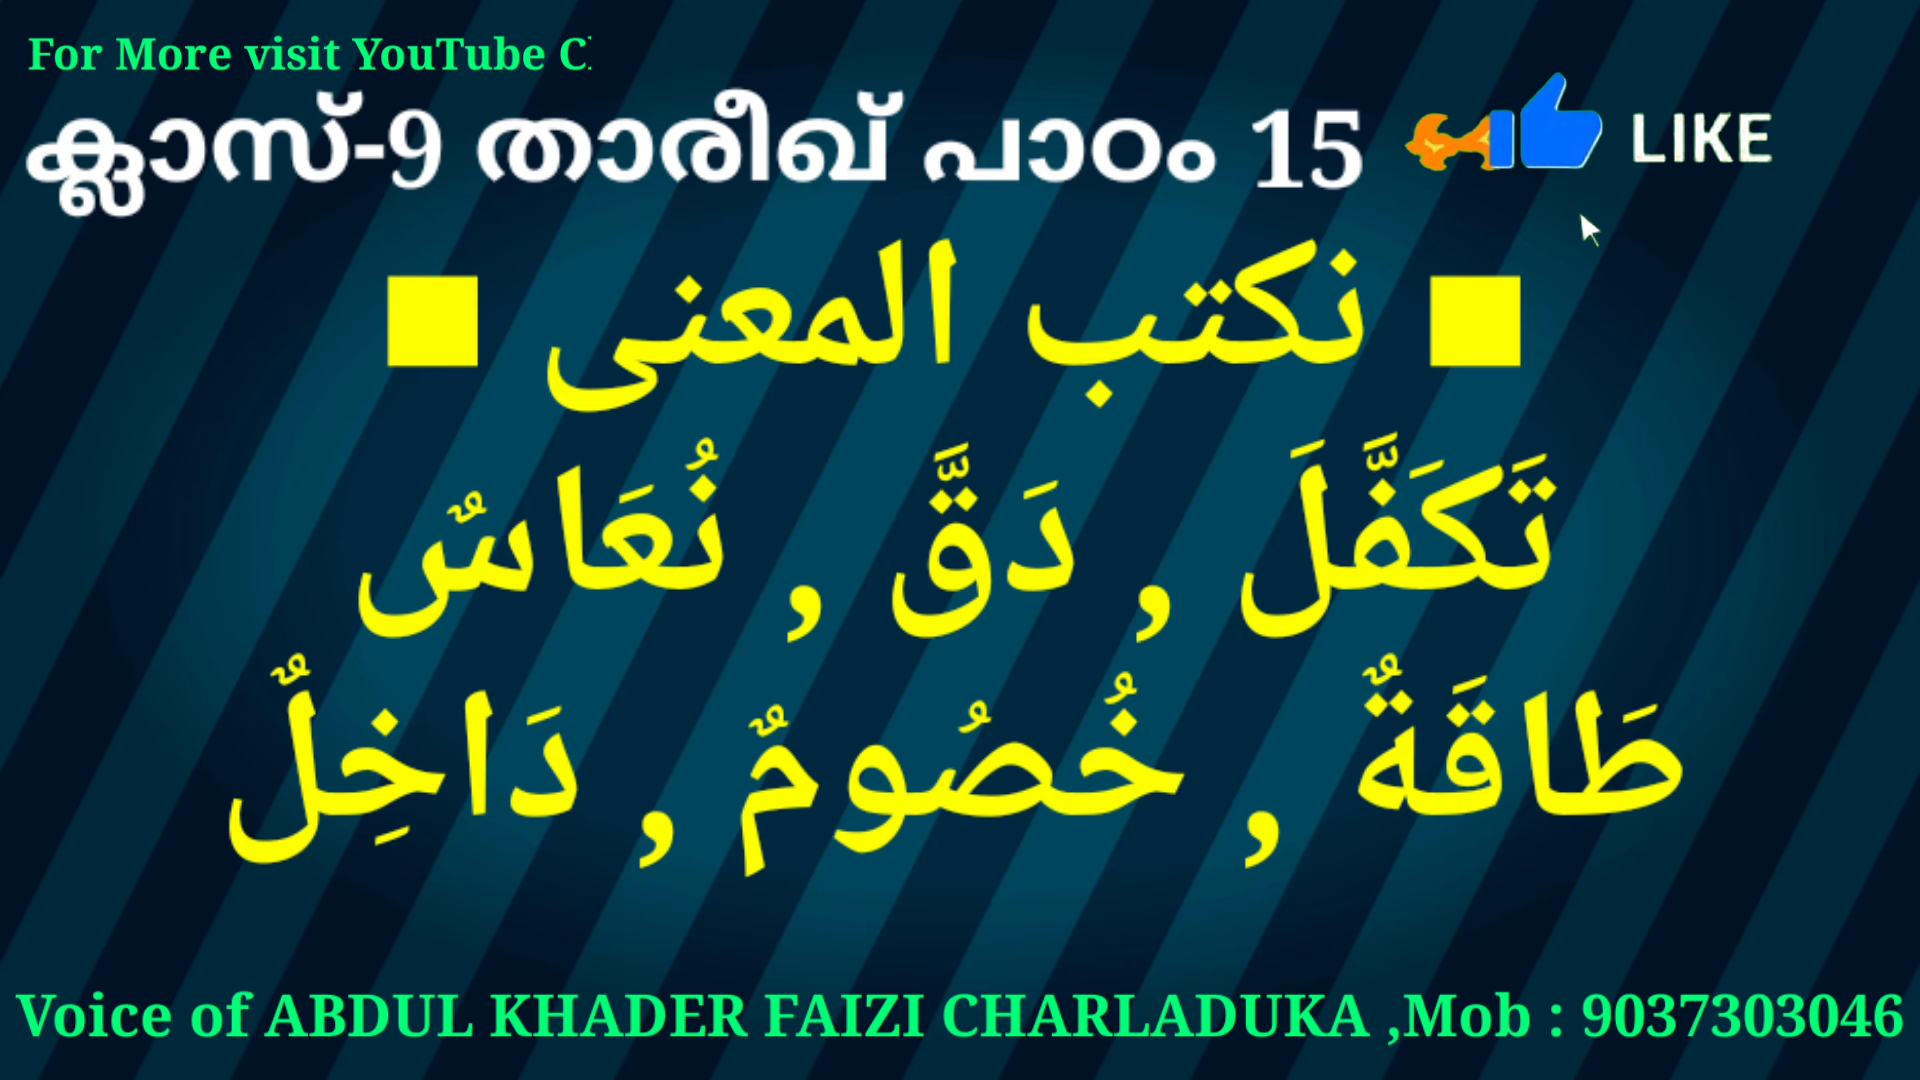 For More visit YouTube
ക്ലാസ്-9 താരീഖ് പാഠം 15
LIKE
■ نكتب المعنى ■
تَكَفَّلَ , دَقَّ , نُعَاسٌ
طَاقَةٌ , خُصُومٌ , دَاخِلٌ
Voice of ABDUL KHADER FAIZI CHARLADUKA ,Mob : 9037303046